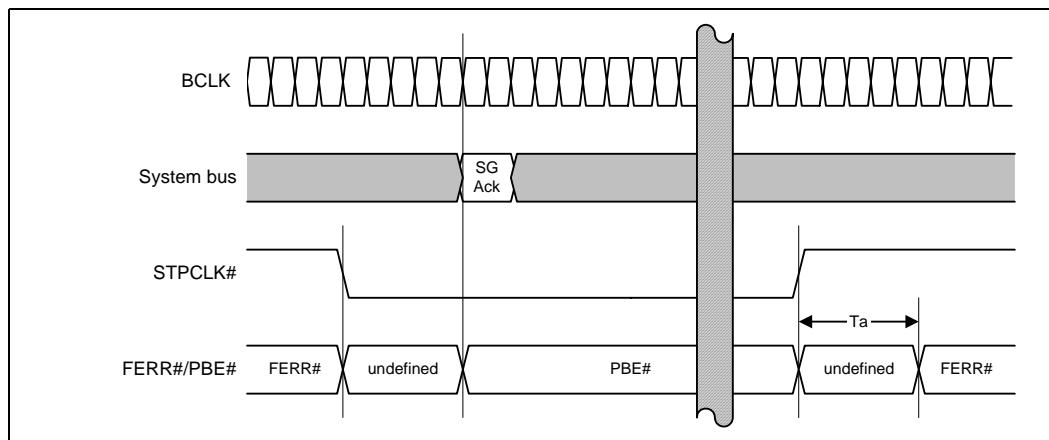 BCLK
System bus
SG
Ack
STPCLK#
Ta
FERR#/PBE#
FERR#
undefined
PBE#
undefined
FERR#